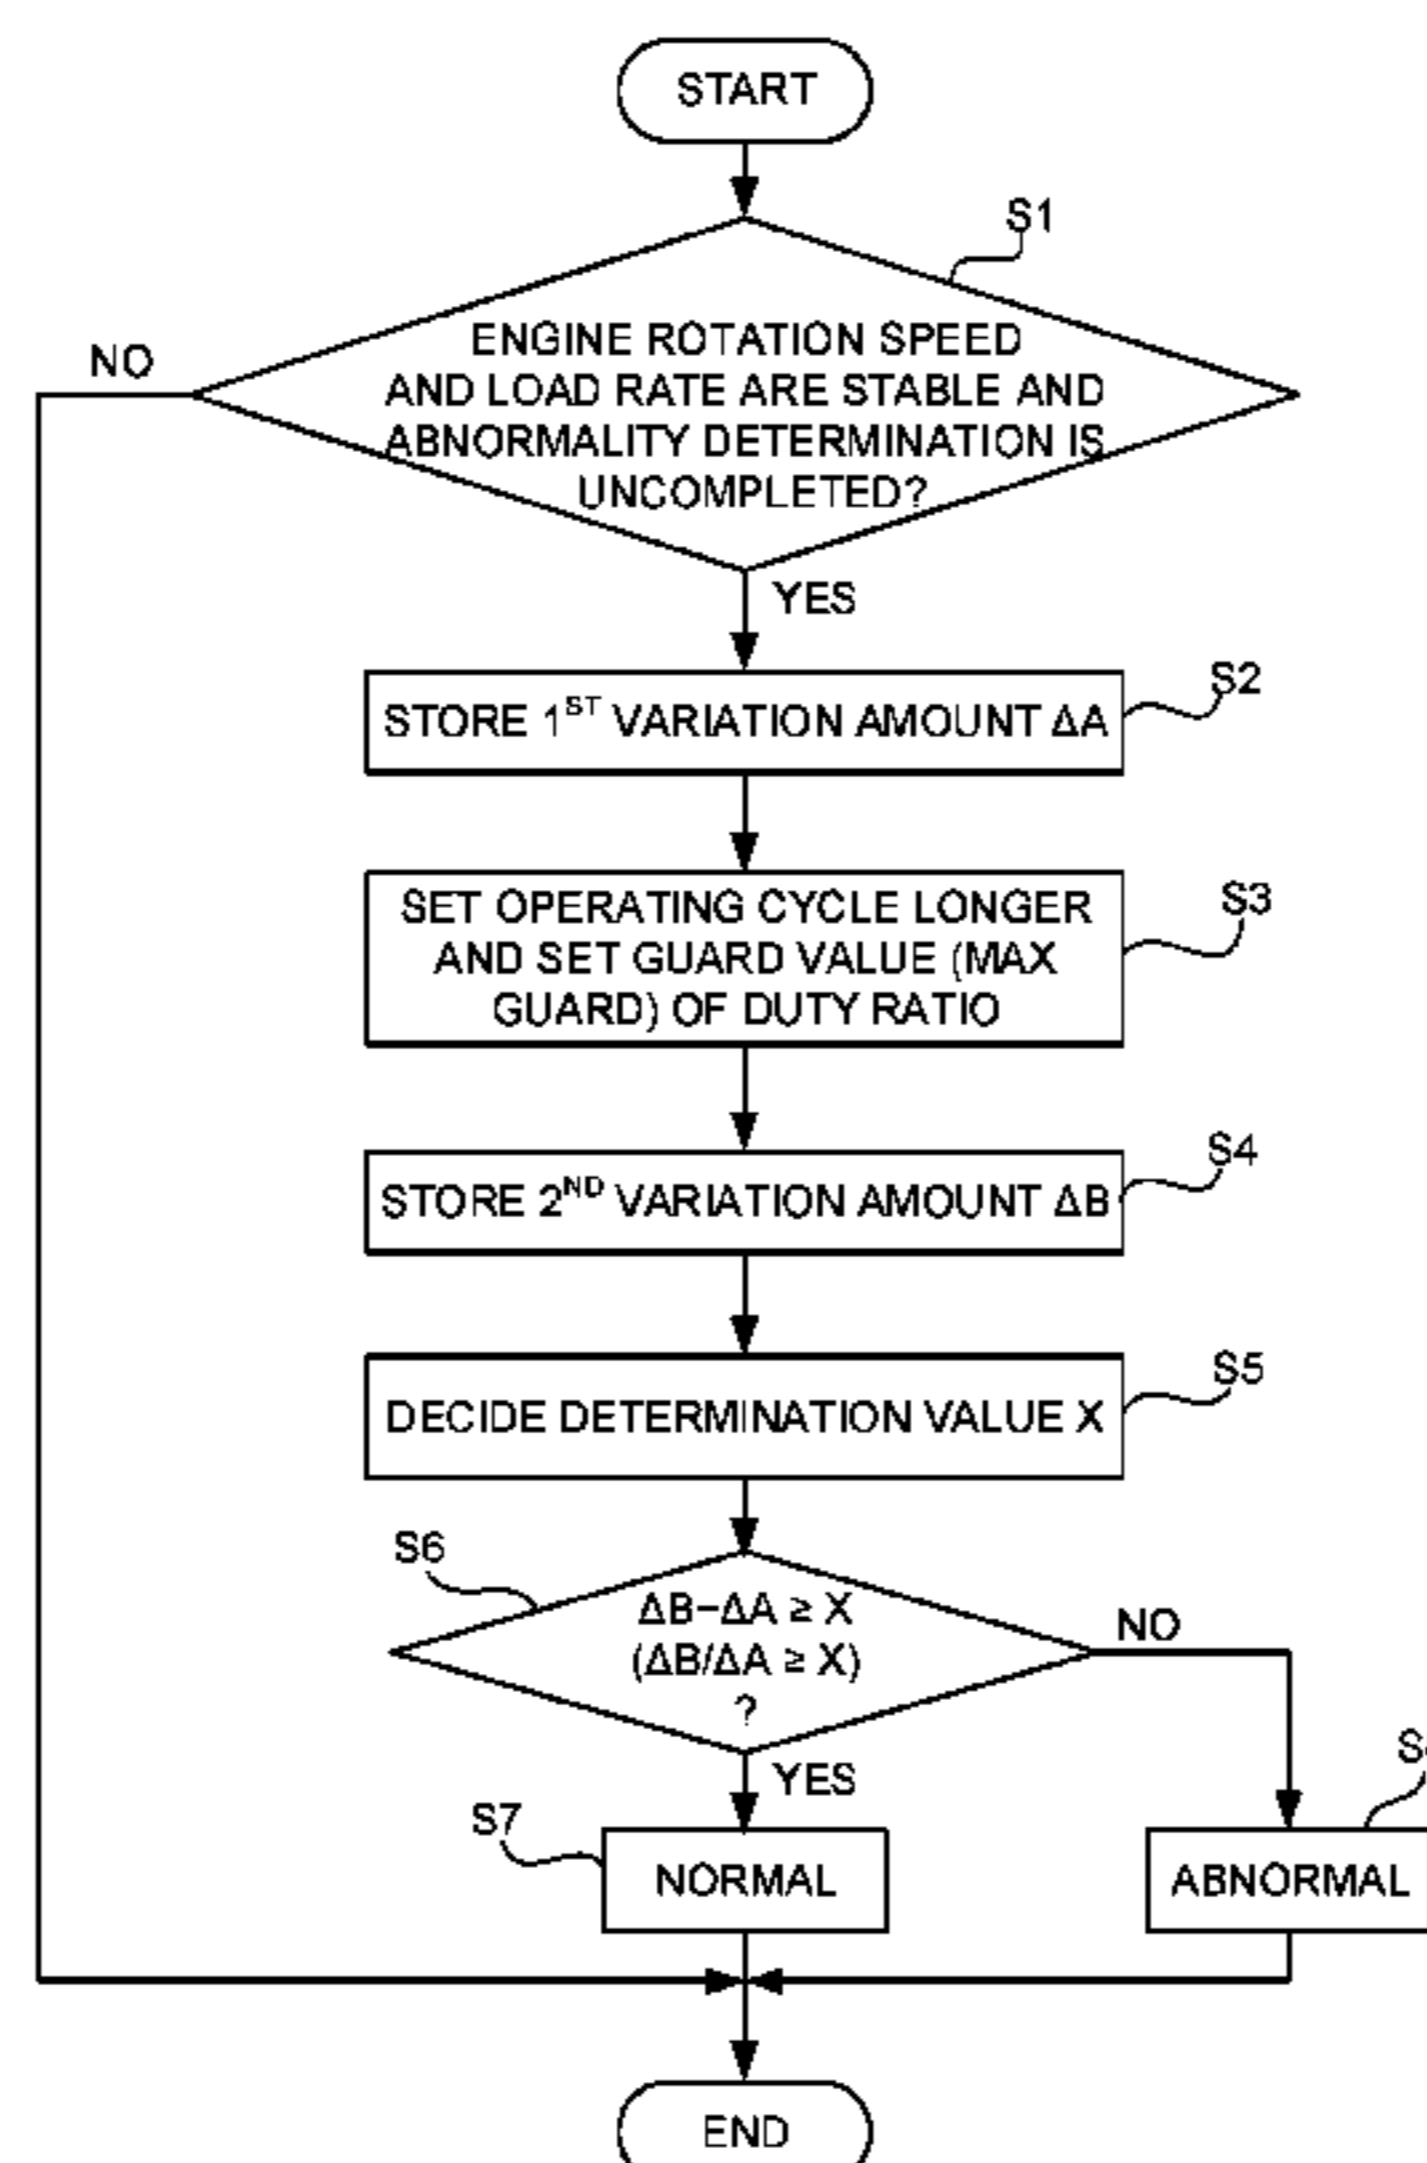 START
S1
ENGINE ROTATION SPEED
AND LOAD RATE ARE STABLE AND
ABNORMALITY DETERMINATION IS
UNCOMPLETED?
NO
YES
STORE 1ST VARIATION AMOUNT ΔA
S2
SET OPERATING CYCLE LONGER
AND SET GUARD VALUE (MAX
GUARD) OF DUTY RATIO
S3
STORE 2ND VARIATION AMOUNT ΔB
S4
DECIDE DETERMINATION VALUE X
S5
S6
ΔB−ΔA ≥ X
(ΔB/ΔA ≥ X)
?
NO
YES
S7
NORMAL
ABNORMAL
END